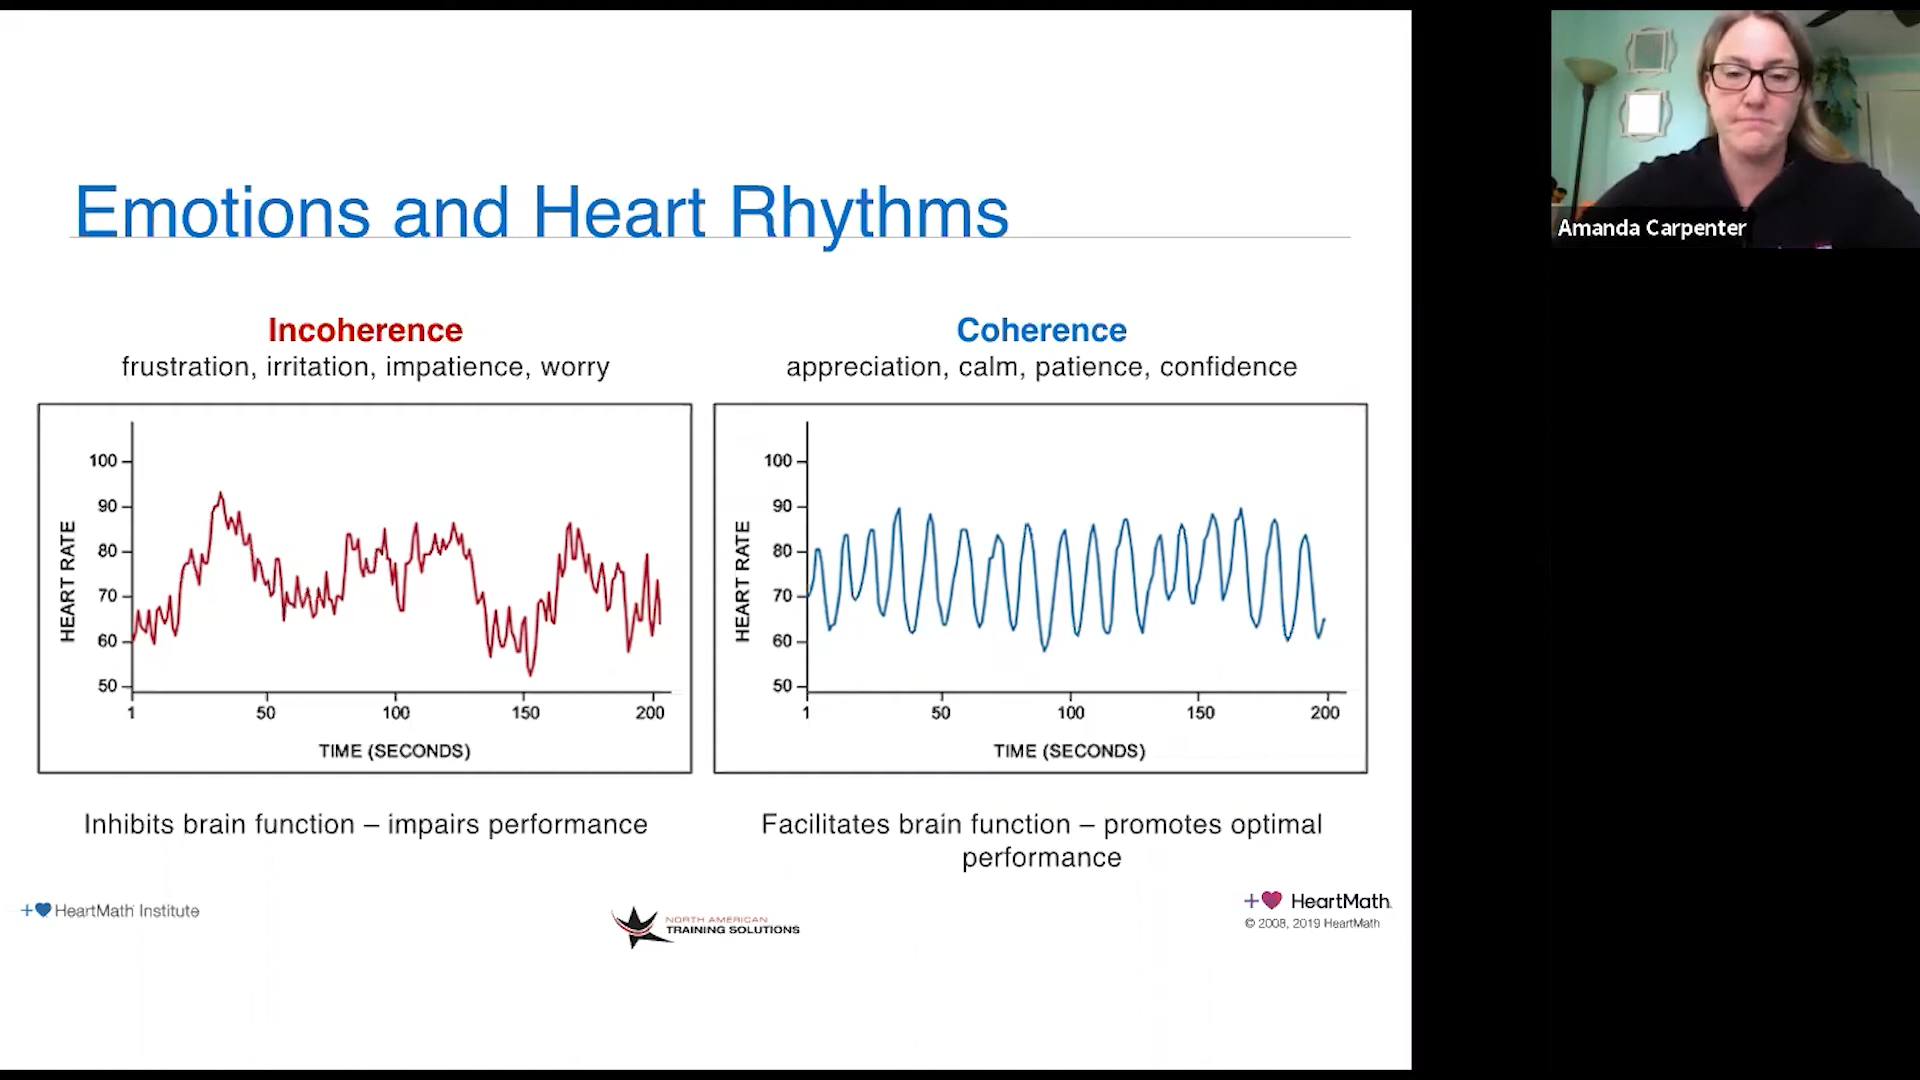 Emotions and Heart Rhythms
Amanda Carpenter
Incoherence
frustration, irritation, impatience, worry
Coherence
appreciation, calm, patience, confidence
HEART RATE
100
90
80
70
60
50
1 50 100 150 200
TIME (SECONDS)
HEART RATE
100
90
80
70
60
50
1 50 100 150 200
TIME (SECONDS)
Inhibits brain function – impairs performance
Facilitates brain function – promotes optimal
performance
HeartMath Institute
NORTH AMERICAN
TRAINING SOLUTIONS
HeartMath.
© 2008, 2019 HeartMath